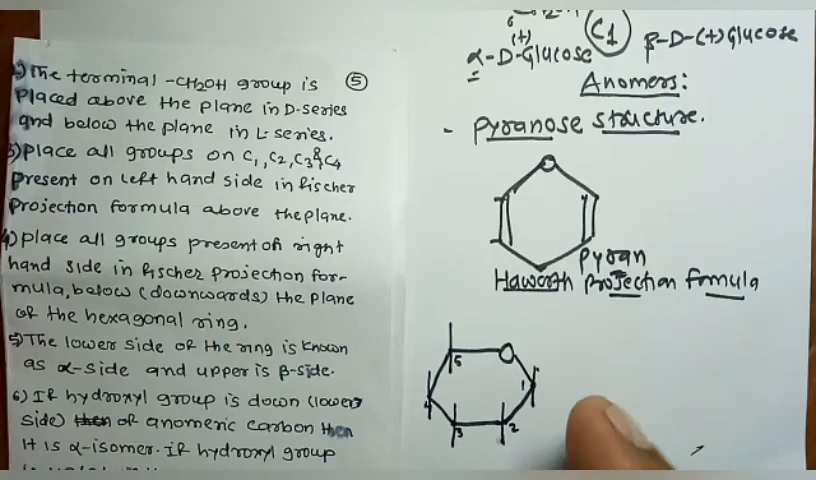 2) The terminal -CH2OH group is
⑤
Placed above the plane in D-series
and below the plane in L-series.
3) place all groups on C1, C2, C3 & C4
Present on Left hand side in fischer
Projection formula above the plane.
4) place all groups present on right
hand side in fischer Projection for-
mula, below (downwards) the Plane
of the hexagonal ring.
5) The lower side of the ring is known
as α-side and upper is β-side.
6) If hydroxyl group is down (lower
side) of anomeric carbon then
it is α-isomer. If hydroxyl group
6
(+)
α-D-Glucose
C1
β-D-(+) Glucose
Anomers:
- Pyranose structure.
O
Pyran
Haworth Projection formula
5
O
1
4
3
2